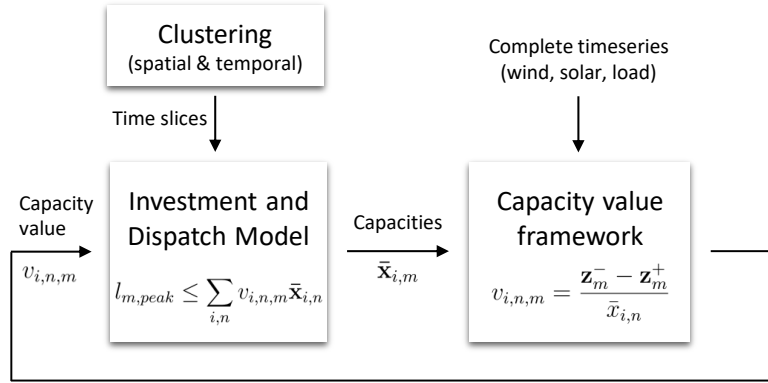 Clustering
(spatial & temporal)
Complete timeseries
(wind, solar, load)
Time slices
Capacity
value
v_{i,n,m}
Investment and
Dispatch Model
l_{m,peak} ≤ ∑_{i,n} v_{i,n,m} x̄_{i,n}
Capacities
x̄_{i,m}
Capacity value
framework
v_{i,n,m} = \frac{z_m^- − z_m^+}{x̄_{i,n}}